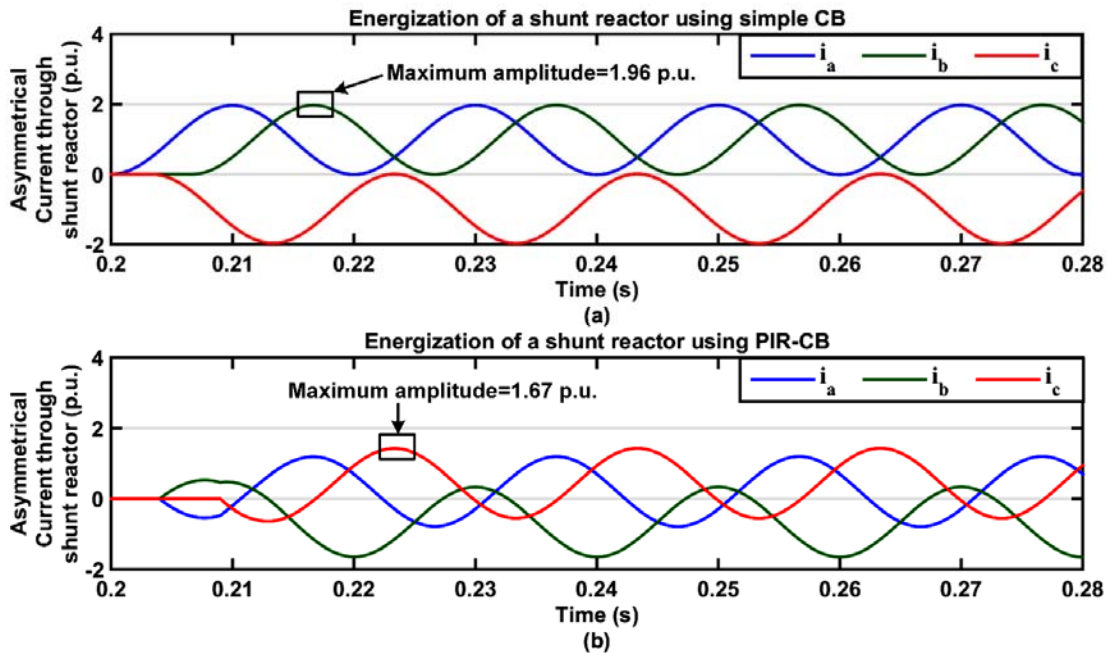 Energization of a shunt reactor using simple CB
Asymmetrical
Current through
shunt reactor (p.u.)
4
2
0
-2
Maximum amplitude=1.96 p.u.
i_a i_b i_c
0.2 0.21 0.22 0.23 0.24 0.25 0.26 0.27 0.28
Time (s)
(a)
Energization of a shunt reactor using PIR-CB
Asymmetrical
Current through
shunt reactor (p.u.)
4
2
0
-2
Maximum amplitude=1.67 p.u.
i_a i_b i_c
0.2 0.21 0.22 0.23 0.24 0.25 0.26 0.27 0.28
Time (s)
(b)